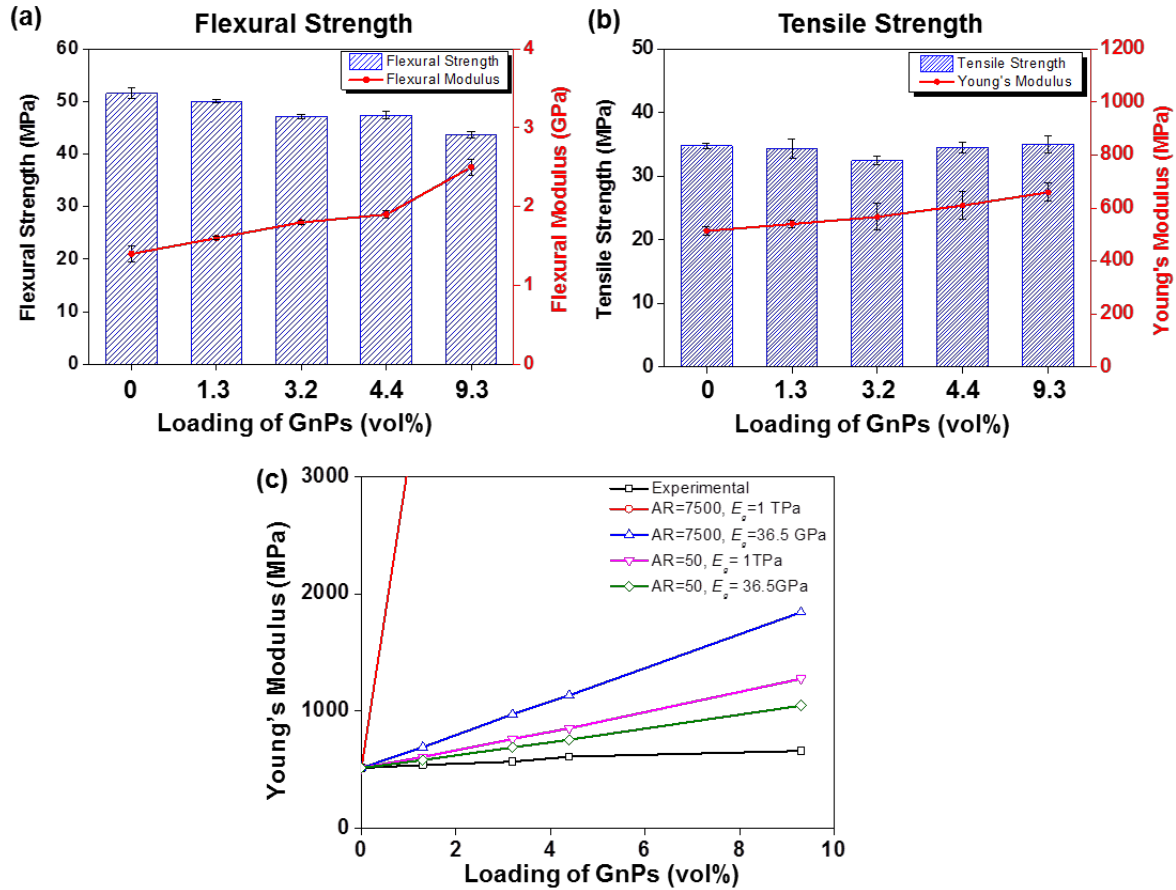 (a)
Flexural Strength
60
50
40
30
20
10
0
Flexural Strength (MPa)
Flexural Strength
Flexural Modulus
4
3
2
1
0
Flexural Modulus (GPa)
0 1.3 3.2 4.4 9.3
Loading of GnPs (vol%)
(b)
Tensile Strength
50
40
30
20
10
0
Tensile Strength (MPa)
Tensile Strength
Young's Modulus
1200
1000
800
600
400
200
0
Young's Modulus (MPa)
0 1.3 3.2 4.4 9.3
Loading of GnPs (vol%)
(c)
3000
2000
1000
0
Young's Modulus (MPa)
Experimental
AR=7500, Eg=1 TPa
AR=7500, Eg=36.5 GPa
AR=50, Eg= 1TPa
AR=50, Eg= 36.5GPa
0 2 4 6 8 10
Loading of GnPs (vol%)